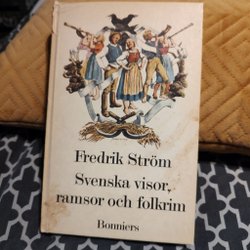 Fredrik Ström
Svenska visor,
ramsor och folkrim
Bonniers